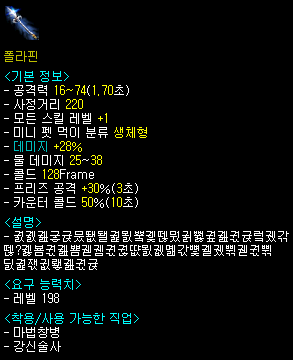 폴라핀
<기본 정보>
- 공격력 16~74(1,70초)
- 사정거리 220
- 모든 스킬 레벨 +1
- 미니 펫 먹이 분류 생체형
- 데미지 +28%
- 물 데미지 25~38
- 콜드 128Frame
- 프리즈 공격 +30%(3초)
- 카운터 콜드 50%(10초)
<설명>
<요구 능력치>
- 레벨 198
<착용/사용 가능한 직업>
- 마법창병
- 강신술사